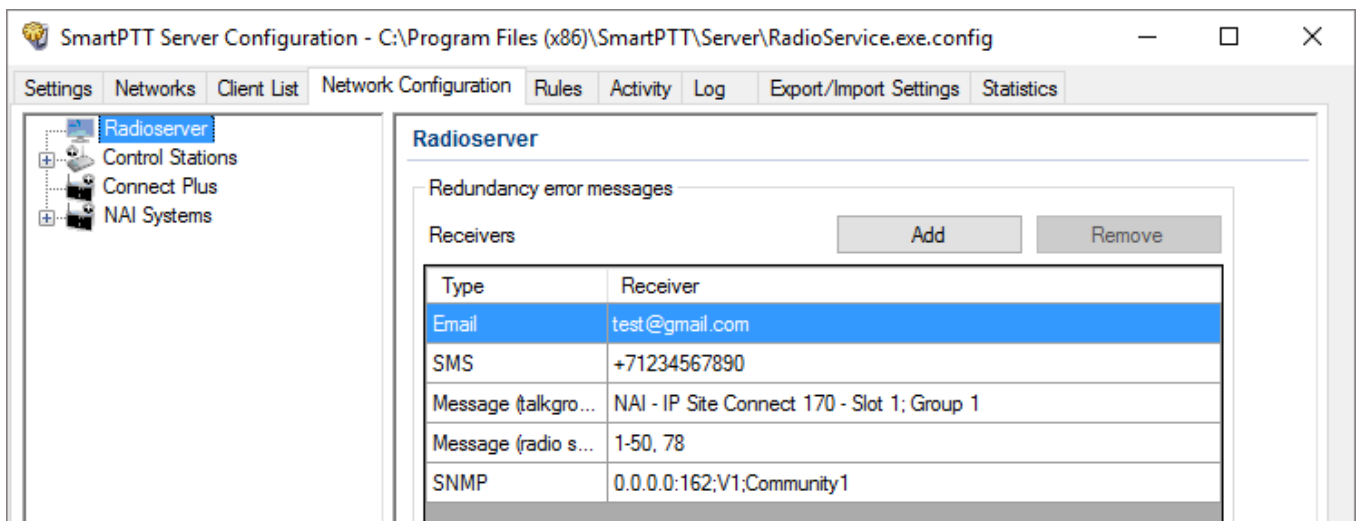 SmartPTT Server Configuration - C:\Program Files (x86)\SmartPTT\Server\RadioService.exe.config
Settings Networks Client List Network Configuration Rules Activity Log Export/Import Settings Statistics
Radioserver
Control Stations
Connect Plus
NAI Systems
Radioserver
Redundancy error messages
Receivers Add Remove
Type Receiver
Email test@gmail.com
SMS +71234567890
Message (talkgro... NAI - IP Site Connect 170 - Slot 1; Group 1
Message (radio s... 1-50, 78
SNMP 0.0.0.0:162;V1;Community1